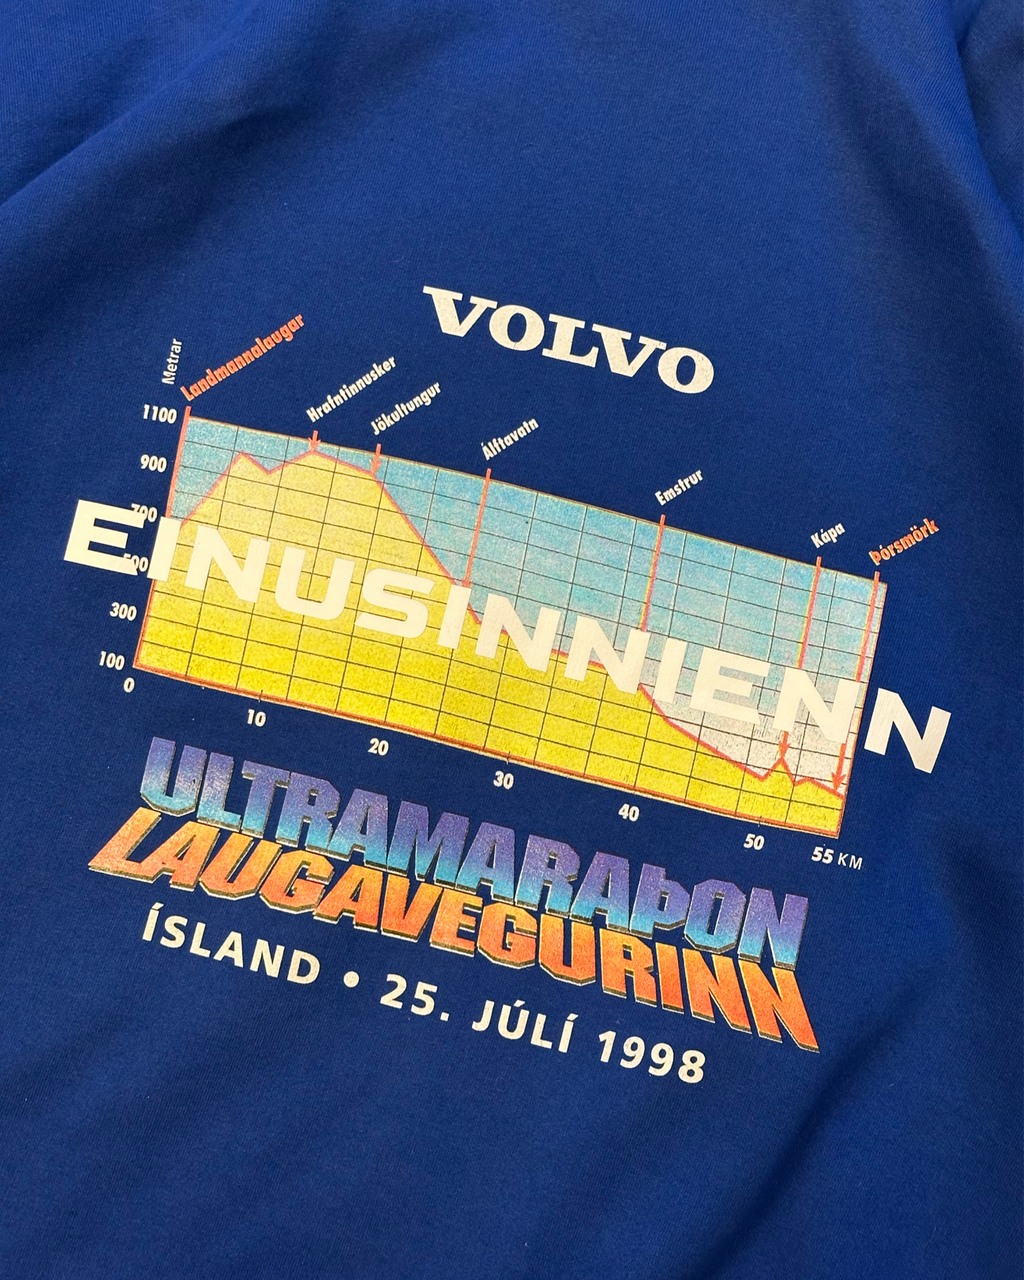 VOLVO
Metrar
Landmannalaugar
Hrafntinnusker
Jökultungur
Álftavatn
Emstrur
Kápa
Þórsmörk
1100
900
700
500
300
100
EINUSINNIENN
0
10
20
30
40
50
55 KM
ULTRAMARAÞON
LAUGAVEGURINN
ÍSLAND • 25. JÚLÍ 1998